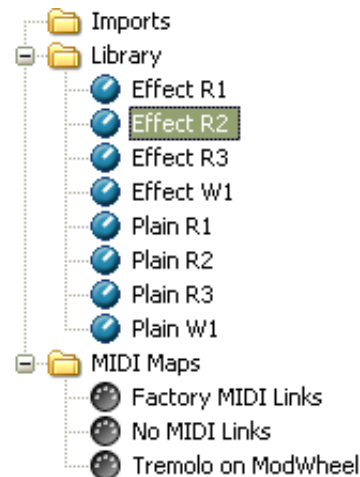 Imports
Library
Effect R1
Effect R2
Effect R3
Effect W1
Plain R1
Plain R2
Plain R3
Plain W1
MIDI Maps
Factory MIDI Links
No MIDI Links
Tremolo on ModWheel